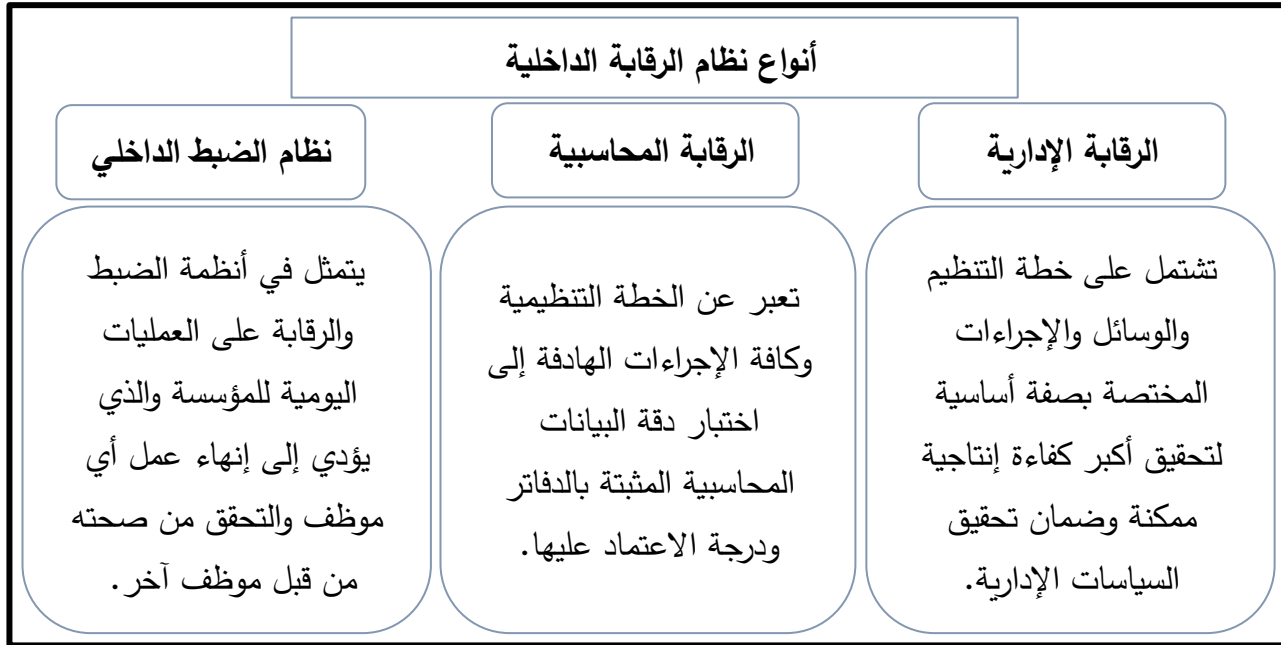 أنواع نظام الرقابة الداخلية
الرقابة الإدارية
تشتمل على خطة التنظيم
والوسائل والإجراءات
المختصة بصفة أساسية
لتحقيق أكبر كفاءة إنتاجية
ممكنة وضمان تحقيق
السياسات الإدارية.
الرقابة المحاسبية
تعبر عن الخطة التنظيمية
وكافة الإجراءات الهادفة إلى
اختبار دقة البيانات
المحاسبية المثبتة بالدفاتر
ودرجة الاعتماد عليها.
نظام الضبط الداخلي
يتمثل في أنظمة الضبط
والرقابة على العمليات
اليومية للمؤسسة والذي
يؤدي إلى إنهاء عمل أي
موظف والتحقق من صحته
من قبل موظف آخر.